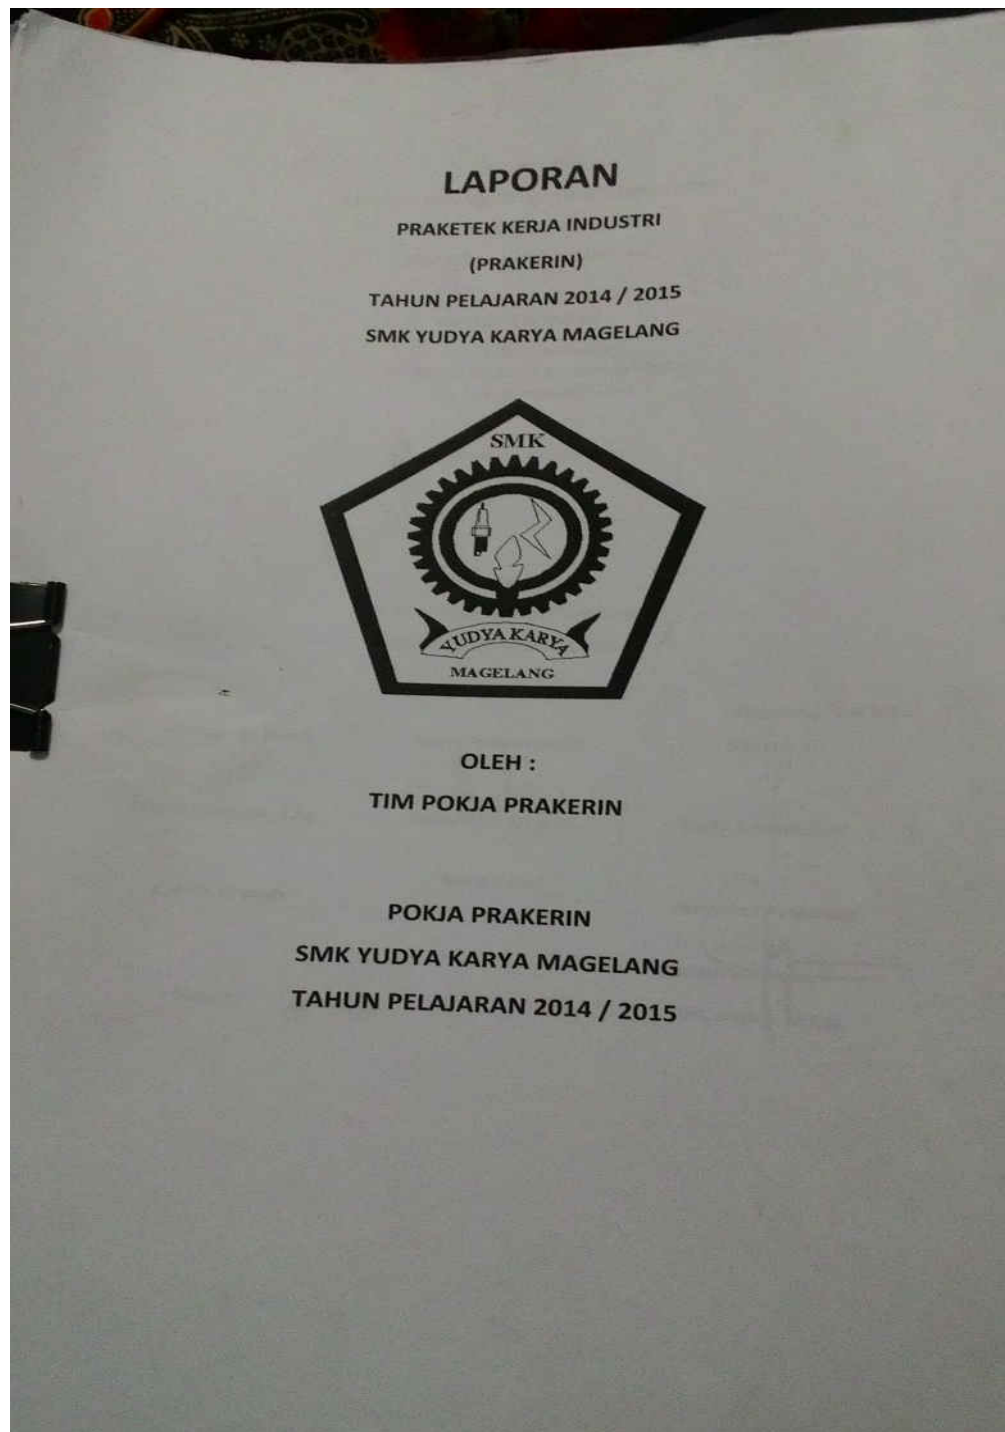 LAPORAN
PRAKETEK KERJA INDUSTRI
(PRAKERIN)
TAHUN PELAJARAN 2014 / 2015
SMK YUDYA KARYA MAGELANG
SMK
YUDYA KARYA
MAGELANG
OLEH :
TIM POKJA PRAKERIN
POKJA PRAKERIN
SMK YUDYA KARYA MAGELANG
TAHUN PELAJARAN 2014 / 2015